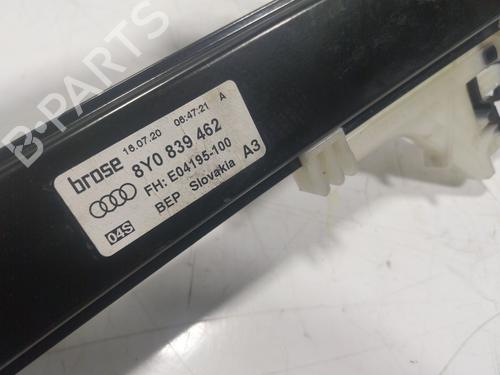 B-PARTS
brose 16.07.20 06:47:21 A
8Y0 839 462
FH: E04195-100
BEP Slovakia A3
04S